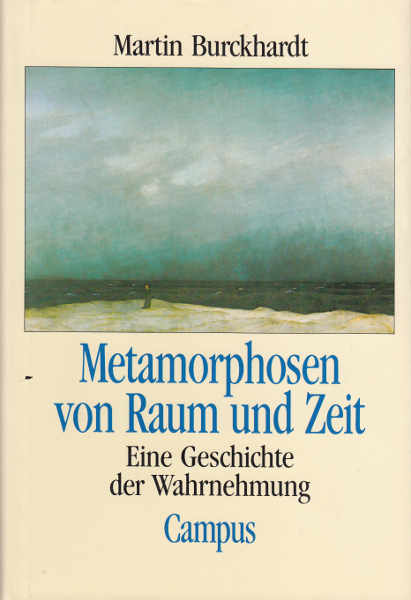 Martin Burckhardt
Metamorphosen
von Raum und Zeit
Eine Geschichte
der Wahrnehmung
Campus